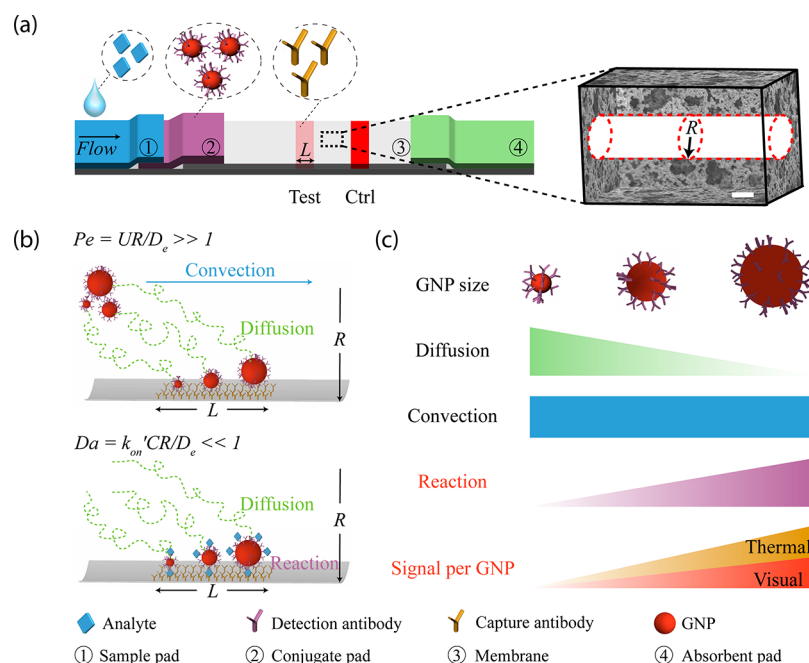 (a)
Flow
①
②
L
③
④
R
Test
Ctrl
(b)
Pe = UR/Dₑ >> 1
Convection
Diffusion
R
L
Da = kₒₙ'CR/Dₑ << 1
Diffusion
R
Reaction
L
(c)
GNP size
Diffusion
Convection
Reaction
Signal per GNP
Thermal
Visual
Analyte
Detection antibody
Capture antibody
GNP
① Sample pad
② Conjugate pad
③ Membrane
④ Absorbent pad